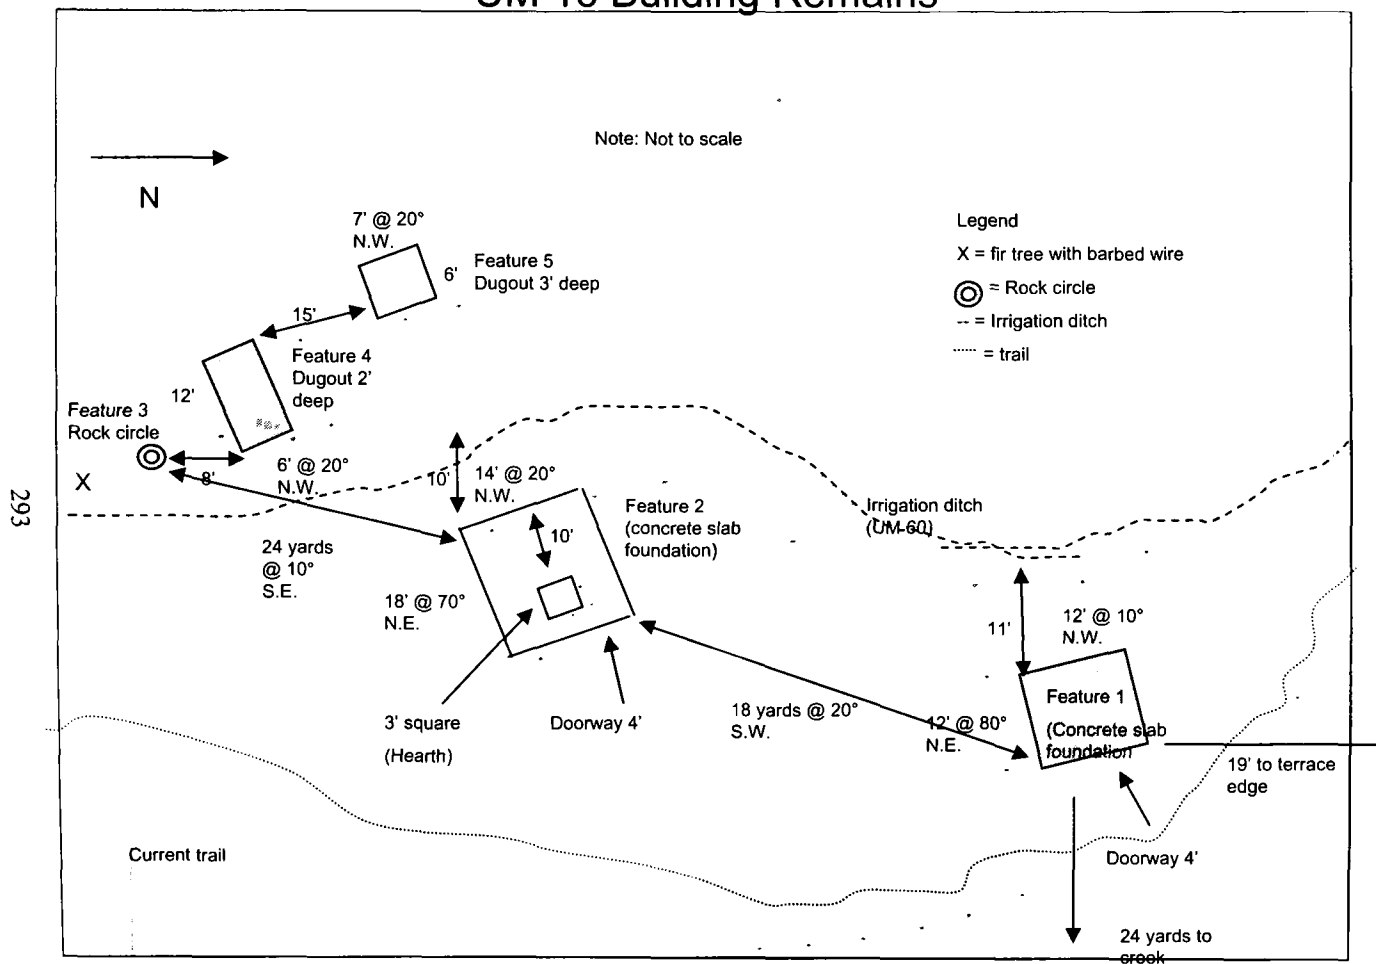 UM-18 Building Remains
Note: Not to scale
N
7' @ 20°
N.W.
Feature 5
Dugout 3' deep
6'
15'
Legend
X = fir tree with barbed wire
= Rock circle
-- = Irrigation ditch
...... = trail
Feature 4
Dugout 2'
deep
12'
Feature 3
Rock circle
X
8'
6' @ 20°
N.W.
10'
14' @ 20°
N.W.
Feature 2
(concrete slab
foundation)
10'
Irrigation ditch
(UM-60)
24 yards
@ 10°
S.E.
18' @ 70°
N.E.
11'
12' @ 10°
N.W.
293
3' square
(Hearth)
Doorway 4'
18 yards @ 20°
S.W.
12' @ 80°
N.E.
Feature 1
(Concrete slab
foundation
19' to terrace
edge
Current trail
Doorway 4'
24 yards to
creek